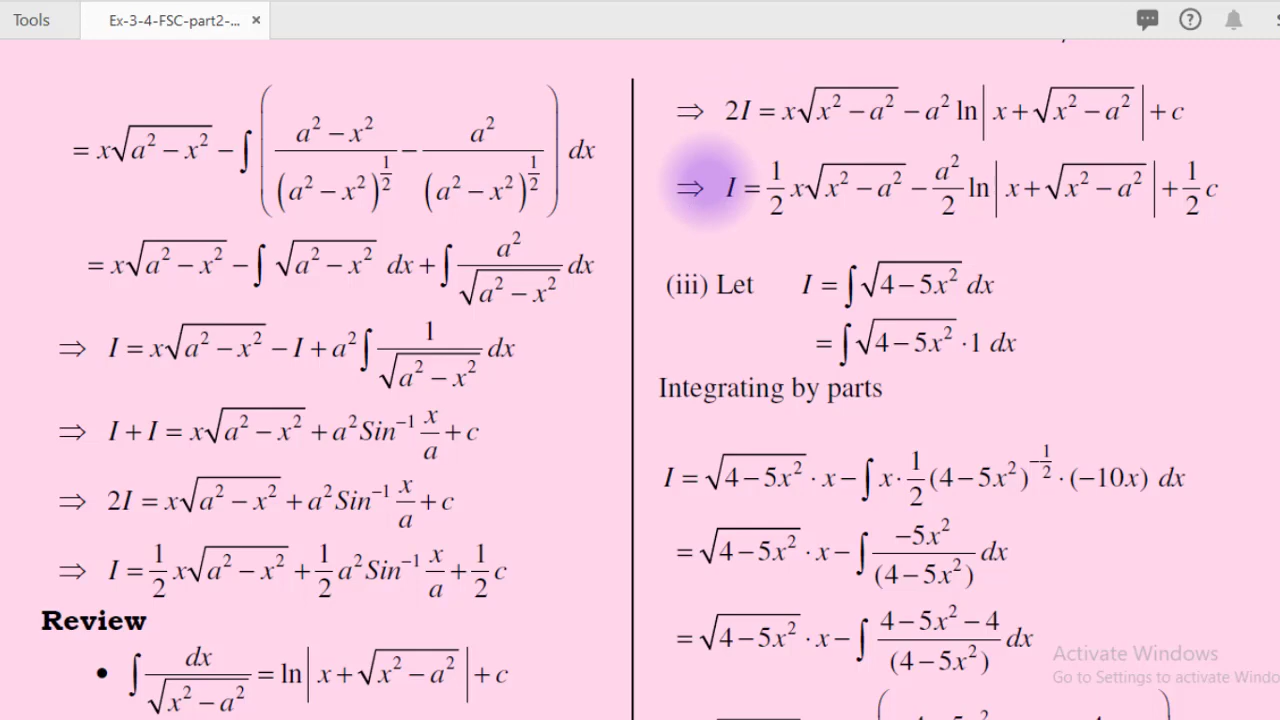 Tools Ex-3-4-FSC-part2-... ×
= x√(a² − x²) − ∫ ( (a² − x²)/(a² − x²)^(1/2) − a²/(a² − x²)^(1/2) ) dx
= x√(a² − x²) − ∫ √(a² − x²) dx + ∫ a²/√(a² − x²) dx
⇒ I = x√(a² − x²) − I + a² ∫ 1/√(a² − x²) dx
⇒ I + I = x√(a² − x²) + a² Sin⁻¹ x/a + c
⇒ 2I = x√(a² − x²) + a² Sin⁻¹ x/a + c
⇒ I = 1/2 x√(a² − x²) + 1/2 a² Sin⁻¹ x/a + 1/2 c
Review
• ∫ dx/√(x² − a²) = ln| x + √(x² − a²) | + c
⇒ 2I = x√(x² − a²) − a² ln| x + √(x² − a²) | + c
⇒ I = 1/2 x√(x² − a²) − a²/2 ln| x + √(x² − a²) | + 1/2 c
(iii) Let I = ∫ √(4 − 5x²) dx
= ∫ √(4 − 5x²) · 1 dx
Integrating by parts
I = √(4 − 5x²) · x − ∫ x · 1/2 (4 − 5x²)^(−1/2) · (−10x) dx
= √(4 − 5x²) · x − ∫ −5x²/(4 − 5x²) dx
= √(4 − 5x²) · x − ∫ (4 − 5x² − 4)/(4 − 5x²) dx
Activate Windows
Go to Settings to activate Window